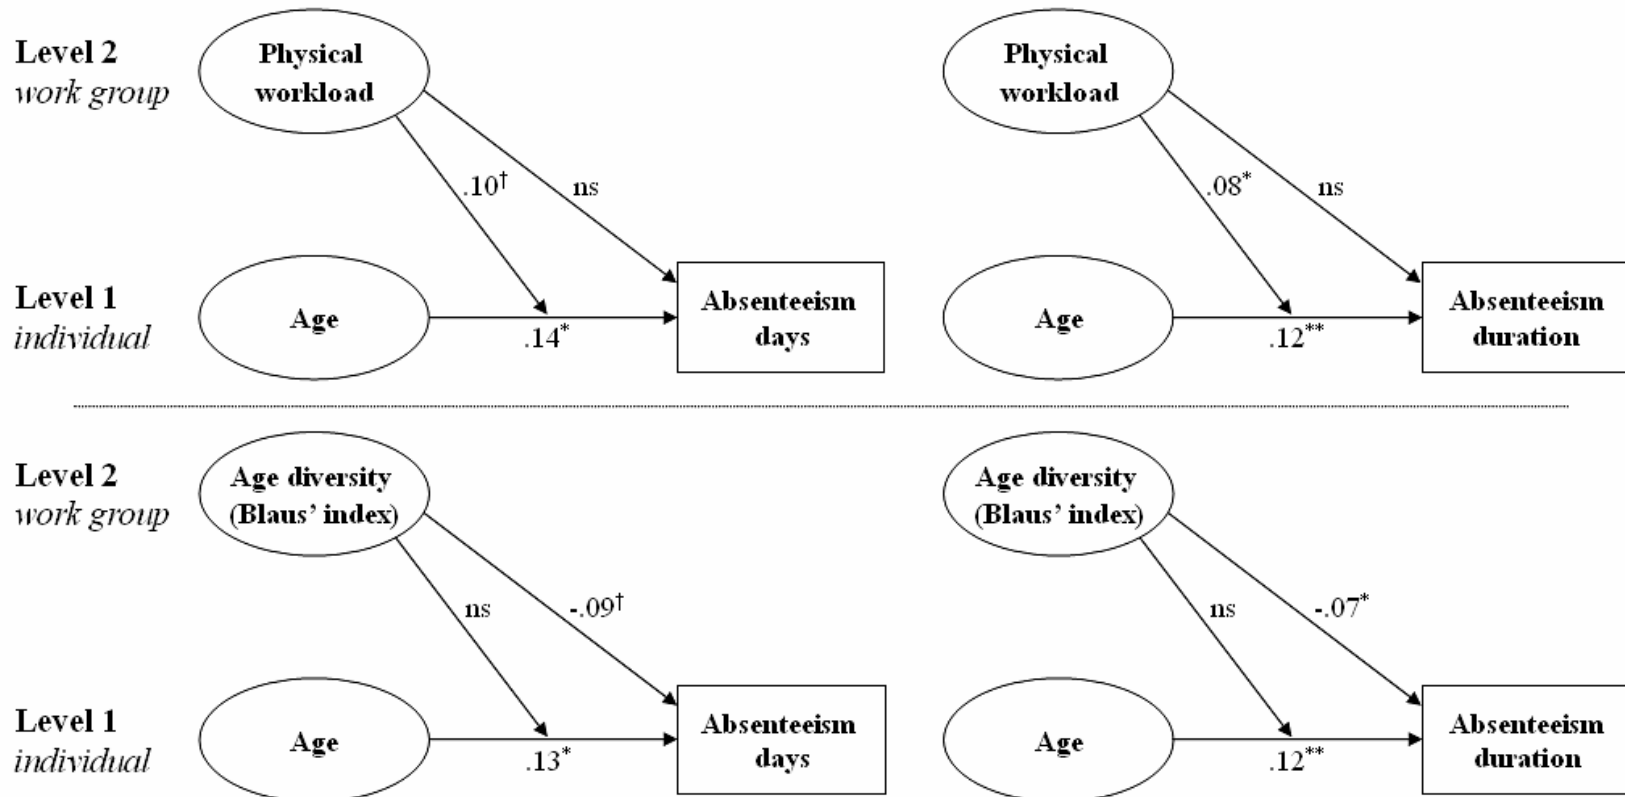 Level 2
work group
Physical
workload
Physical
workload
.10†
ns
.08*
ns
Level 1
individual
Age
.14*
Absenteeism
days
Age
.12**
Absenteeism
duration
Level 2
work group
Age diversity
(Blaus’ index)
Age diversity
(Blaus’ index)
ns
-.09†
ns
-.07*
Level 1
individual
Age
.13*
Absenteeism
days
Age
.12**
Absenteeism
duration